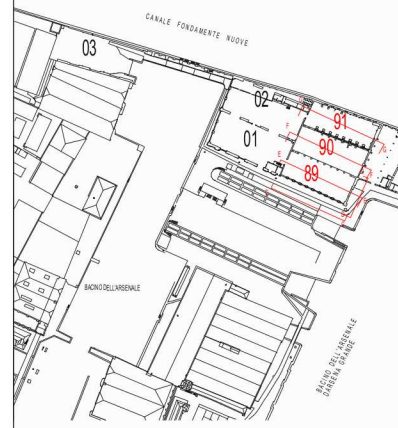 CANALE FONDAMENTE NUOVE
03
02
91
01
90
89
BACINO DELL'ARSENALE
BACINO DELL'ARSENALE
DARSENA GRANDE